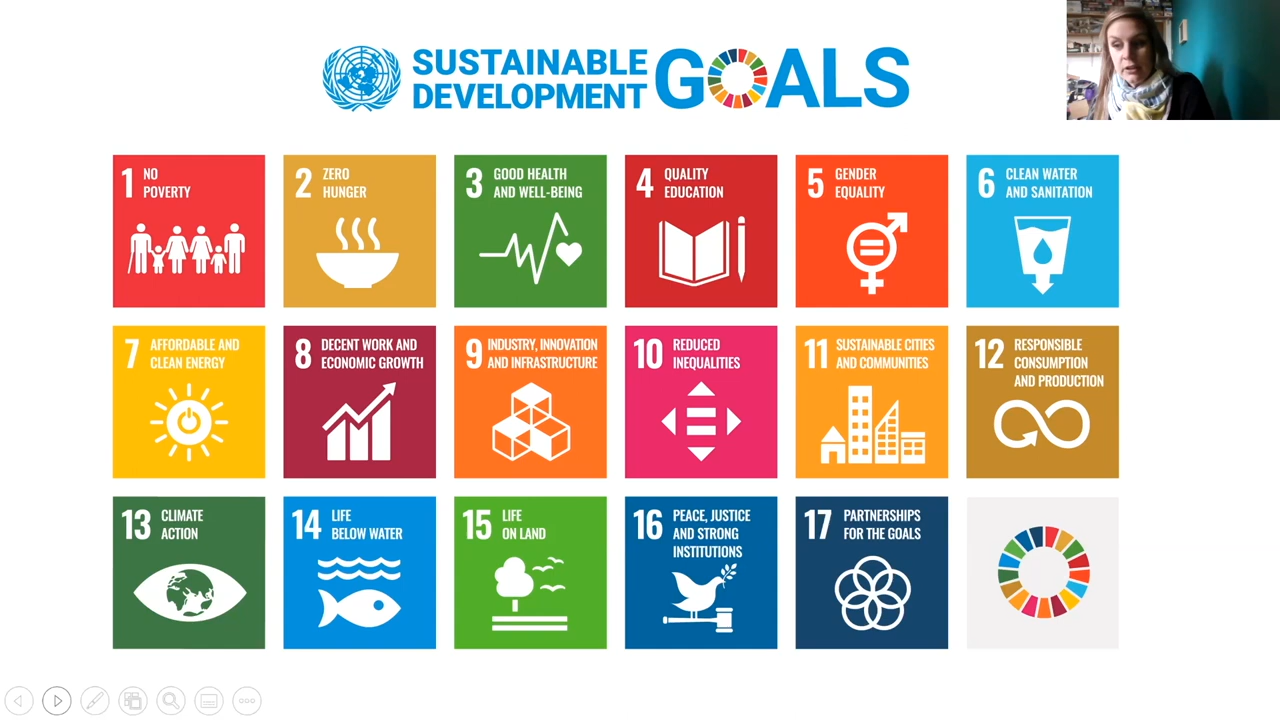 SUSTAINABLE
DEVELOPMENT
GOALS
1 NO
POVERTY
2 ZERO
HUNGER
3 GOOD HEALTH
AND WELL-BEING
4 QUALITY
EDUCATION
5 GENDER
EQUALITY
6 CLEAN WATER
AND SANITATION
7 AFFORDABLE AND
CLEAN ENERGY
8 DECENT WORK AND
ECONOMIC GROWTH
9 INDUSTRY, INNOVATION
AND INFRASTRUCTURE
10 REDUCED
INEQUALITIES
11 SUSTAINABLE CITIES
AND COMMUNITIES
12 RESPONSIBLE
CONSUMPTION
AND PRODUCTION
13 CLIMATE
ACTION
14 LIFE
BELOW WATER
15 LIFE
ON LAND
16 PEACE, JUSTICE
AND STRONG
INSTITUTIONS
17 PARTNERSHIPS
FOR THE GOALS